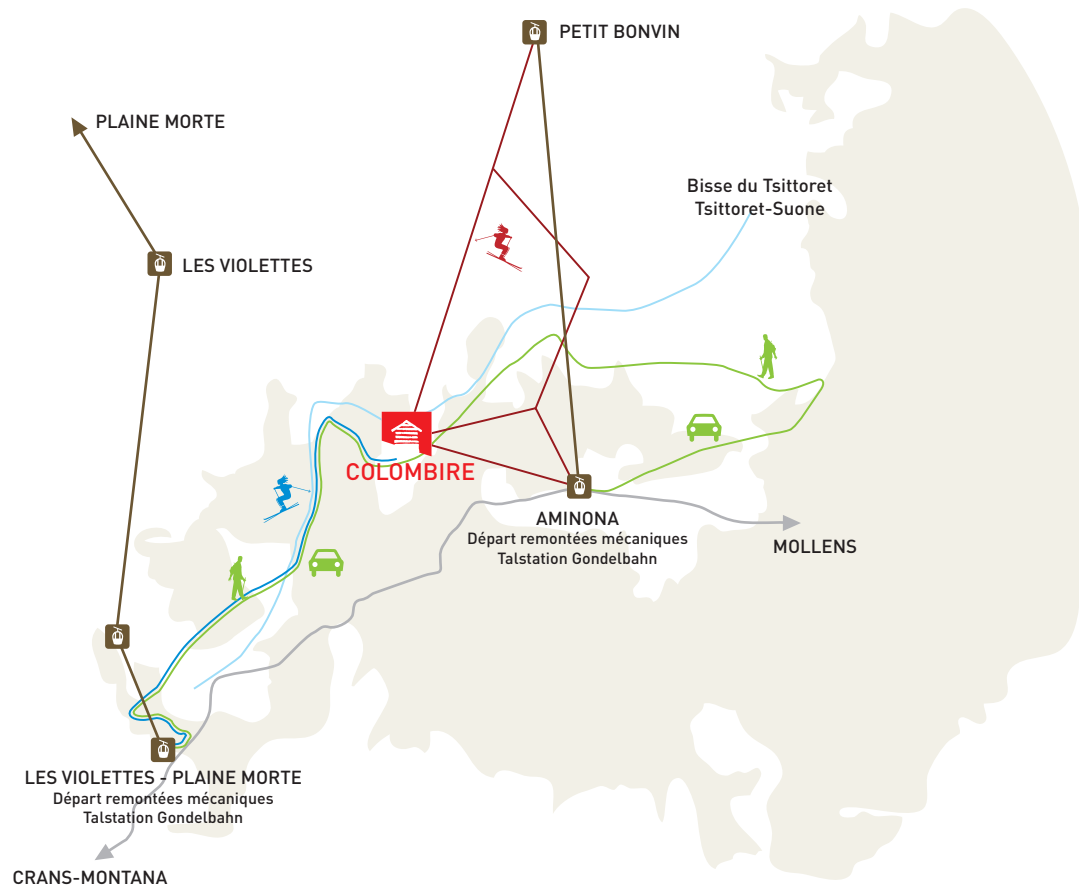 PETIT BONVIN
PLAINE MORTE
Bisse du Tsittoret
Tsittoret-Suone
LES VIOLETTES
COLOMBIRE
AMINONA
Départ remontées mécaniques
Talstation Gondelbahn
MOLLENS
LES VIOLETTES - PLAINE MORTE
Départ remontées mécaniques
Talstation Gondelbahn
CRANS-MONTANA